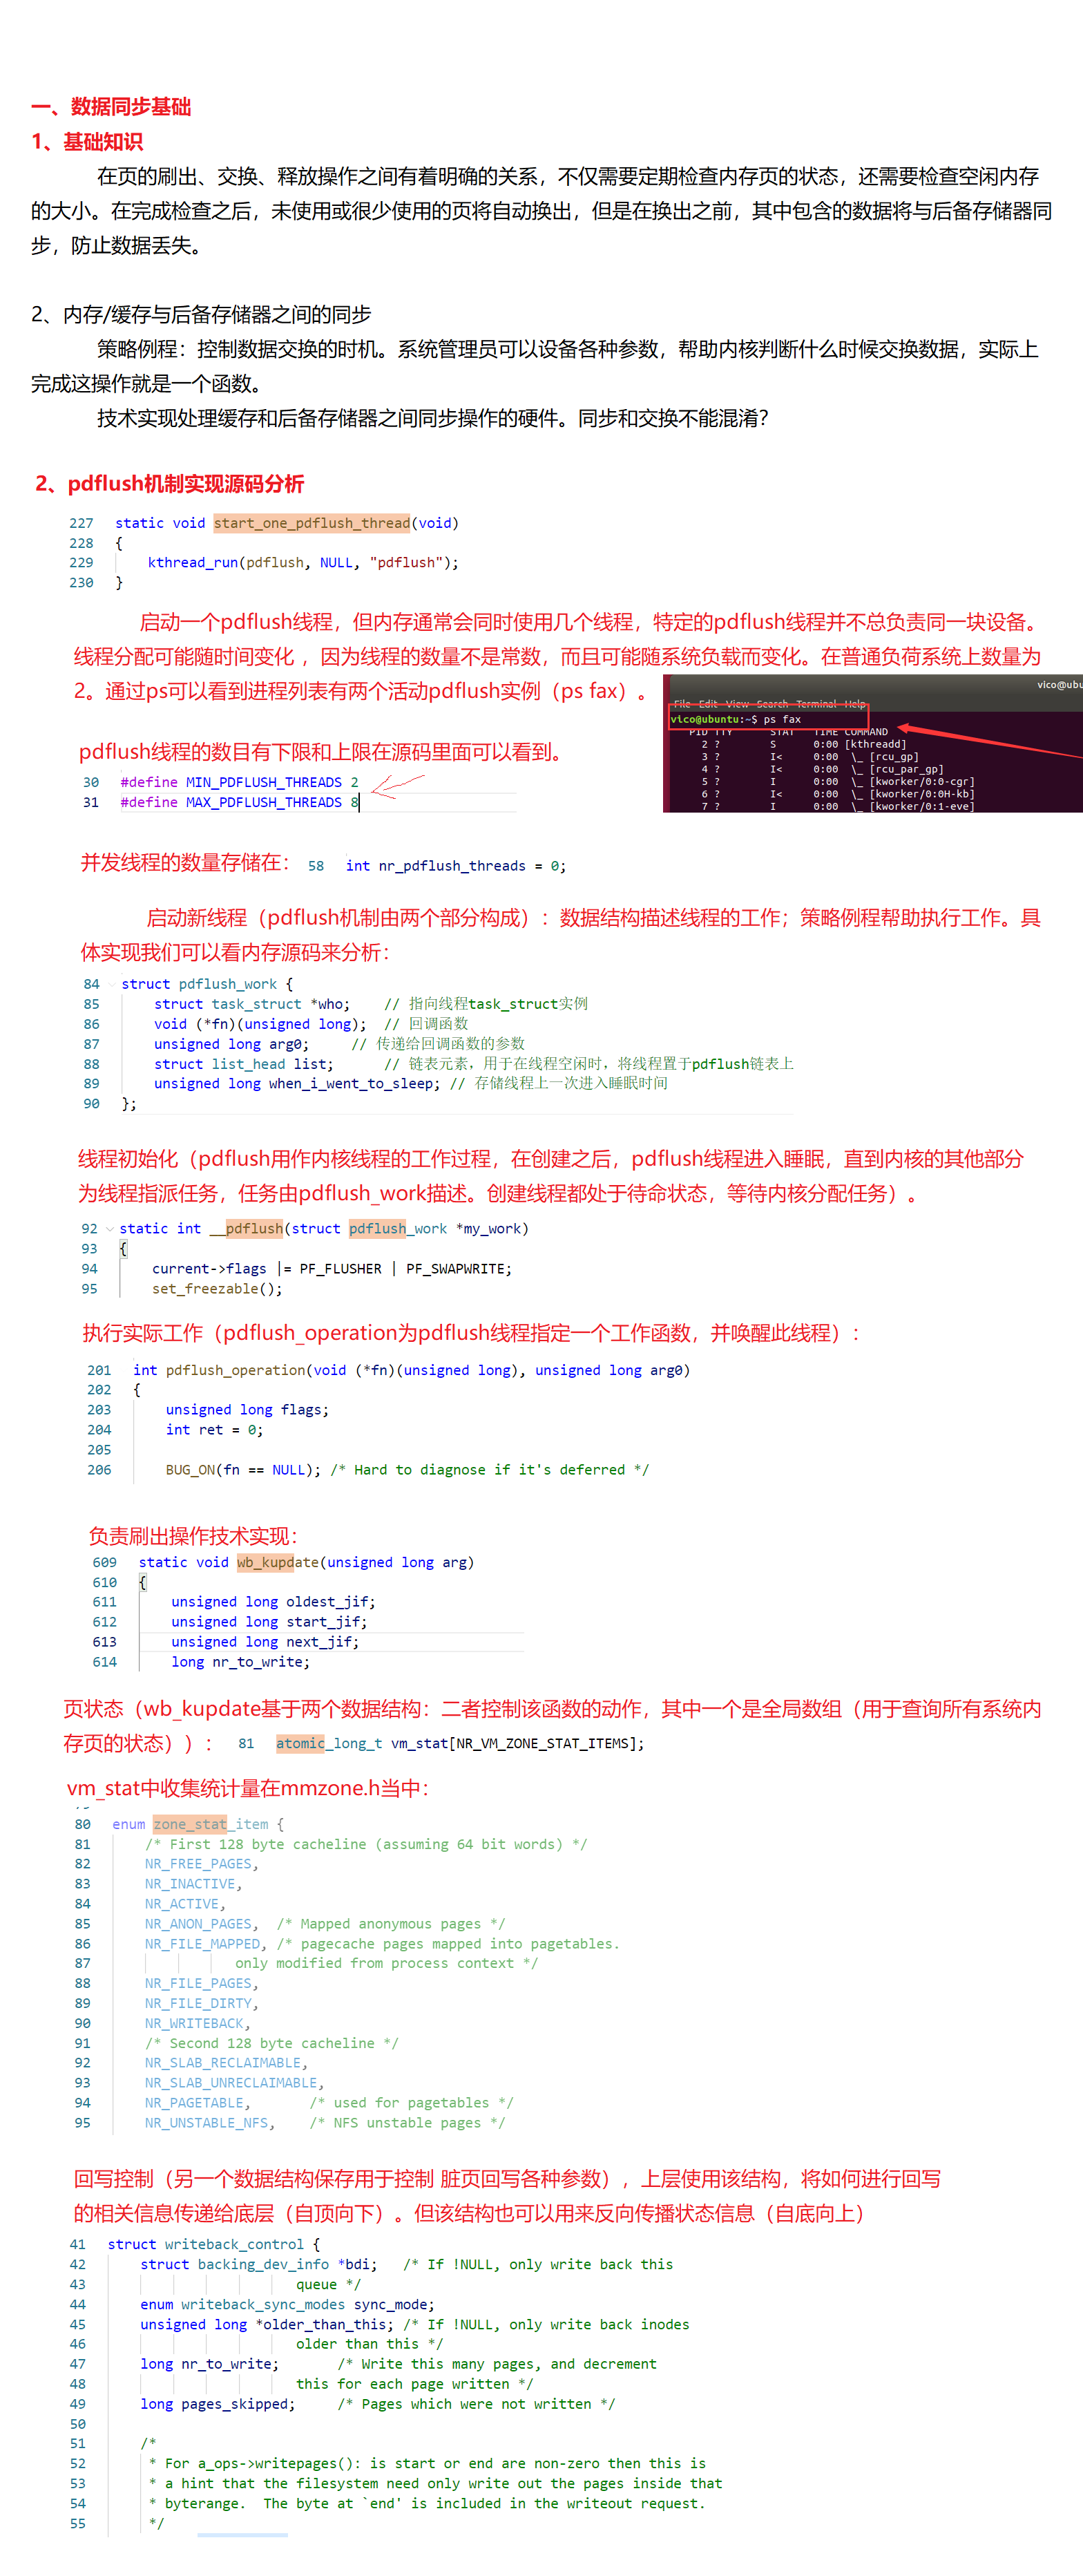 一、数据同步基础
1、基础知识
在页的刷出、交换、释放操作之间有着明确的关系，不仅需要定期检查内存页的状态，还需要检查空闲内存
的大小。在完成检查之后，未使用或很少使用的页将自动换出，但是在换出之前，其中包含的数据将与后备存储器同
步，防止数据丢失。
2、内存/缓存与后备存储器之间的同步
策略例程：控制数据交换的时机。系统管理员可以设备各种参数，帮助内核判断什么时候交换数据，实际上
完成这操作就是一个函数。
技术实现处理缓存和后备存储器之间同步操作的硬件。同步和交换不能混淆？
2、pdflush机制实现源码分析
227 static void start_one_pdflush_thread(void)
228 {
229 kthread_run(pdflush, NULL, "pdflush");
230 }
启动一个pdflush线程，但内存通常会同时使用几个线程，特定的pdflush线程并不总负责同一块设备。
线程分配可能随时间变化 ，因为线程的数量不是常数，而且可能随系统负载而变化。在普通负荷系统上数量为
2。通过ps可以看到进程列表有两个活动pdflush实例（ps fax）。
vico@ubu
File Edit View Search Terminal Help
vico@ubuntu:~$ ps fax
PID TTY STAT TIME COMMAND
2 ? S 0:00 [kthreadd]
3 ? I< 0:00 \_ [rcu_gp]
4 ? I< 0:00 \_ [rcu_par_gp]
5 ? I 0:00 \_ [kworker/0:0-cgr]
6 ? I< 0:00 \_ [kworker/0:0H-kb]
7 ? I 0:00 \_ [kworker/0:1-eve]
pdflush线程的数目有下限和上限在源码里面可以看到。
30 #define MIN_PDFLUSH_THREADS 2
31 #define MAX_PDFLUSH_THREADS 8
并发线程的数量存储在： 58 int nr_pdflush_threads = 0;
启动新线程（pdflush机制由两个部分构成）：数据结构描述线程的工作；策略例程帮助执行工作。具
体实现我们可以看内存源码来分析：
84 struct pdflush_work {
85 struct task_struct *who; // 指向线程task_struct实例
86 void (*fn)(unsigned long); // 回调函数
87 unsigned long arg0; // 传递给回调函数的参数
88 struct list_head list; // 链表元素，用于在线程空闲时，将线程置于pdflush链表上
89 unsigned long when_i_went_to_sleep; // 存储线程上一次进入睡眠时间
90 };
线程初始化（pdflush用作内核线程的工作过程，在创建之后，pdflush线程进入睡眠，直到内核的其他部分
为线程指派任务，任务由pdflush_work描述。创建线程都处于待命状态，等待内核分配任务）。
92 static int __pdflush(struct pdflush_work *my_work)
93 {
94 current->flags |= PF_FLUSHER | PF_SWAPWRITE;
95 set_freezable();
执行实际工作（pdflush_operation为pdflush线程指定一个工作函数，并唤醒此线程）：
201 int pdflush_operation(void (*fn)(unsigned long), unsigned long arg0)
202 {
203 unsigned long flags;
204 int ret = 0;
205
206 BUG_ON(fn == NULL); /* Hard to diagnose if it's deferred */
负责刷出操作技术实现：
609 static void wb_kupdate(unsigned long arg)
610 {
611 unsigned long oldest_jif;
612 unsigned long start_jif;
613 unsigned long next_jif;
614 long nr_to_write;
页状态（wb_kupdate基于两个数据结构：二者控制该函数的动作，其中一个是全局数组（用于查询所有系统内
存页的状态））： 81 atomic_long_t vm_stat[NR_VM_ZONE_STAT_ITEMS];
vm_stat中收集统计量在mmzone.h当中：
80 enum zone_stat_item {
81 /* First 128 byte cacheline (assuming 64 bit words) */
82 NR_FREE_PAGES,
83 NR_INACTIVE,
84 NR_ACTIVE,
85 NR_ANON_PAGES, /* Mapped anonymous pages */
86 NR_FILE_MAPPED, /* pagecache pages mapped into pagetables.
87 only modified from process context */
88 NR_FILE_PAGES,
89 NR_FILE_DIRTY,
90 NR_WRITEBACK,
91 /* Second 128 byte cacheline */
92 NR_SLAB_RECLAIMABLE,
93 NR_SLAB_UNRECLAIMABLE,
94 NR_PAGETABLE, /* used for pagetables */
95 NR_UNSTABLE_NFS, /* NFS unstable pages */
回写控制（另一个数据结构保存用于控制 脏页回写各种参数），上层使用该结构，将如何进行回写
的相关信息传递给底层（自顶向下）。但该结构也可以用来反向传播状态信息（自底向上）
41 struct writeback_control {
42 struct backing_dev_info *bdi; /* If !NULL, only write back this
43 queue */
44 enum writeback_sync_modes sync_mode;
45 unsigned long *older_than_this; /* If !NULL, only write back inodes
46 older than this */
47 long nr_to_write; /* Write this many pages, and decrement
48 this for each page written */
49 long pages_skipped; /* Pages which were not written */
50
51 /*
52 * For a_ops->writepages(): is start or end are non-zero then this is
53 * a hint that the filesystem need only write out the pages inside that
54 * byterange. The byte at `end' is included in the writeout request.
55 */